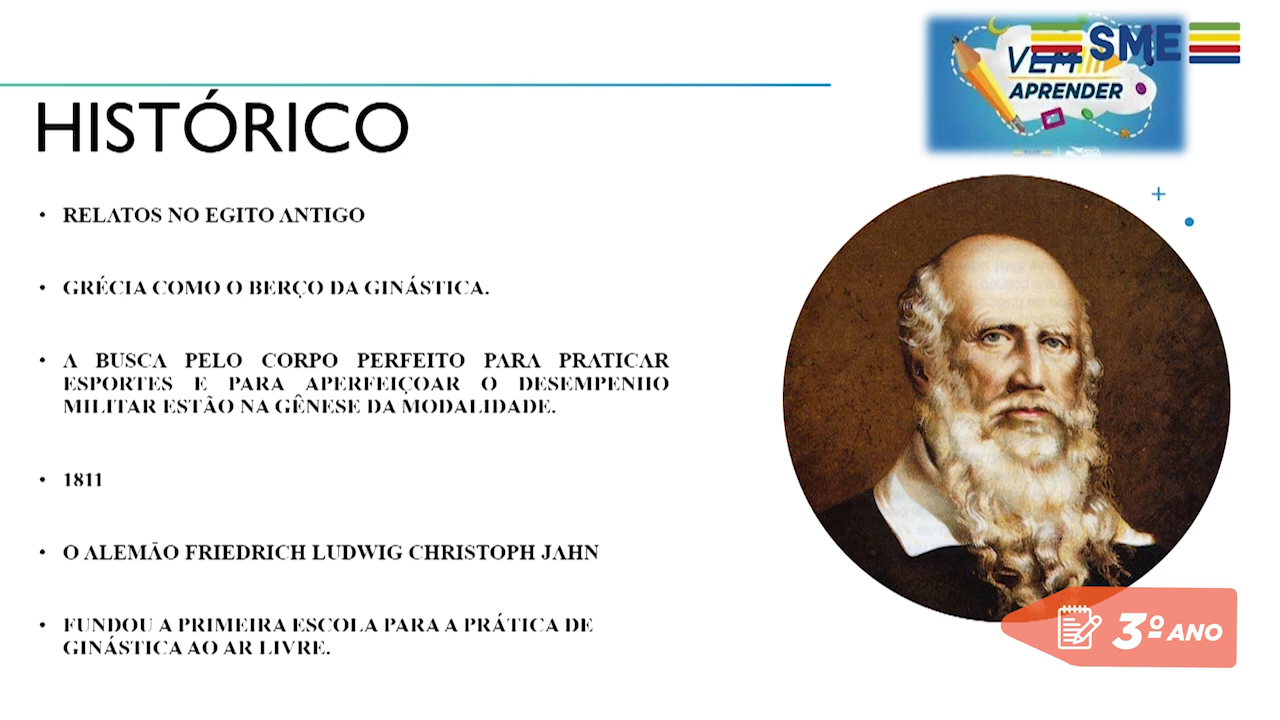 SME
VEM
APRENDER
HISTÓRICO
• RELATOS NO EGITO ANTIGO
• GRÉCIA COMO O BERÇO DA GINÁSTICA.
• A BUSCA PELO CORPO PERFEITO PARA PRATICAR
ESPORTES E PARA APERFEIÇOAR O DESEMPENHO
MILITAR ESTÃO NA GÊNESE DA MODALIDADE.
• 1811
• O ALEMÃO FRIEDRICH LUDWIG CHRISTOPH JAHN
• FUNDOU A PRIMEIRA ESCOLA PARA A PRÁTICA DE
GINÁSTICA AO AR LIVRE.
3º ANO